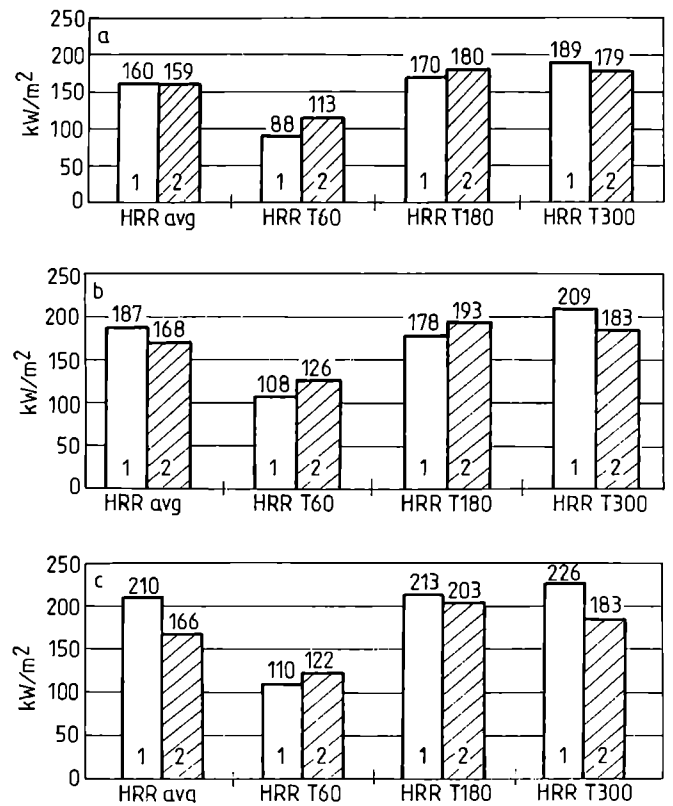 250
a
200
189
180
179
170
160 159
150
113
100
88
50
1 2
1 2
1 2
1 2
0
kW/m2
HRR avg
HRR T60
HRR T180
HRR T300
250
b
209
200
187
193
183
178
168
150
126
108
100
50
1 2
1 2
1 2
1 2
0
kW/m2
HRR avg
HRR T60
HRR T180
HRR T300
250
c
226
210
213
203
200
183
166
150
122
110
100
50
1 2
1 2
1 2
1 2
0
kW/m2
HRR avg
HRR T60
HRR T180
HRR T300